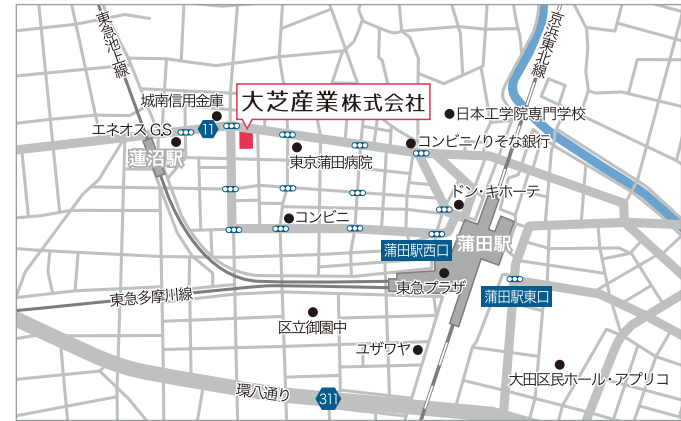 東急池上線
京浜東北線
城南信用金庫
大芝産業株式会社
日本工学院専門学校
エネオス G.S
11
コンビニ/りそな銀行
蓮沼駅
東京蒲田病院
ドン・キホーテ
コンビニ
蒲田駅西口
蒲田駅
東急プラザ
蒲田駅東口
東急多摩川線
区立御園中
ユザワヤ
大田区民ホール・アプリコ
環八通り
311